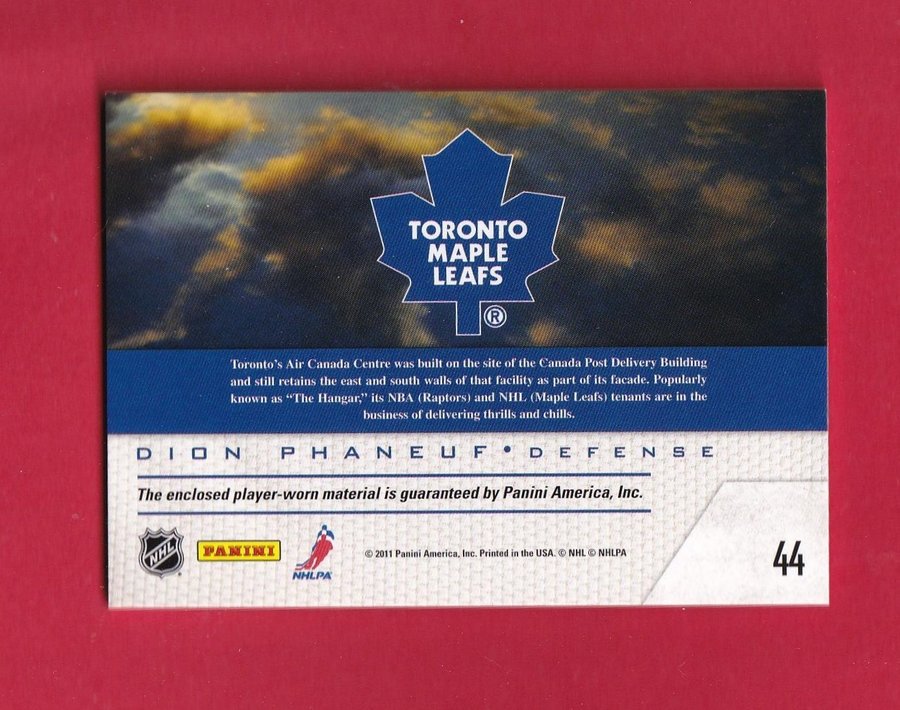 TORONTO
MAPLE
LEAFS
®
Toronto's Air Canada Centre was built on the site of the Canada Post Delivery Building
and still retains the east and south walls of that facility as part of its facade. Popularly
known as “The Hangar,” its NBA (Raptors) and NHL (Maple Leafs) tenants are in the
business of delivering thrills and chills.
DION PHANEUF • DEFENSE
The enclosed player-worn material is guaranteed by Panini America, Inc.
NHL
PANINI
NHLPA
© 2011 Panini America, Inc. Printed in the USA. © NHL © NHLPA
44